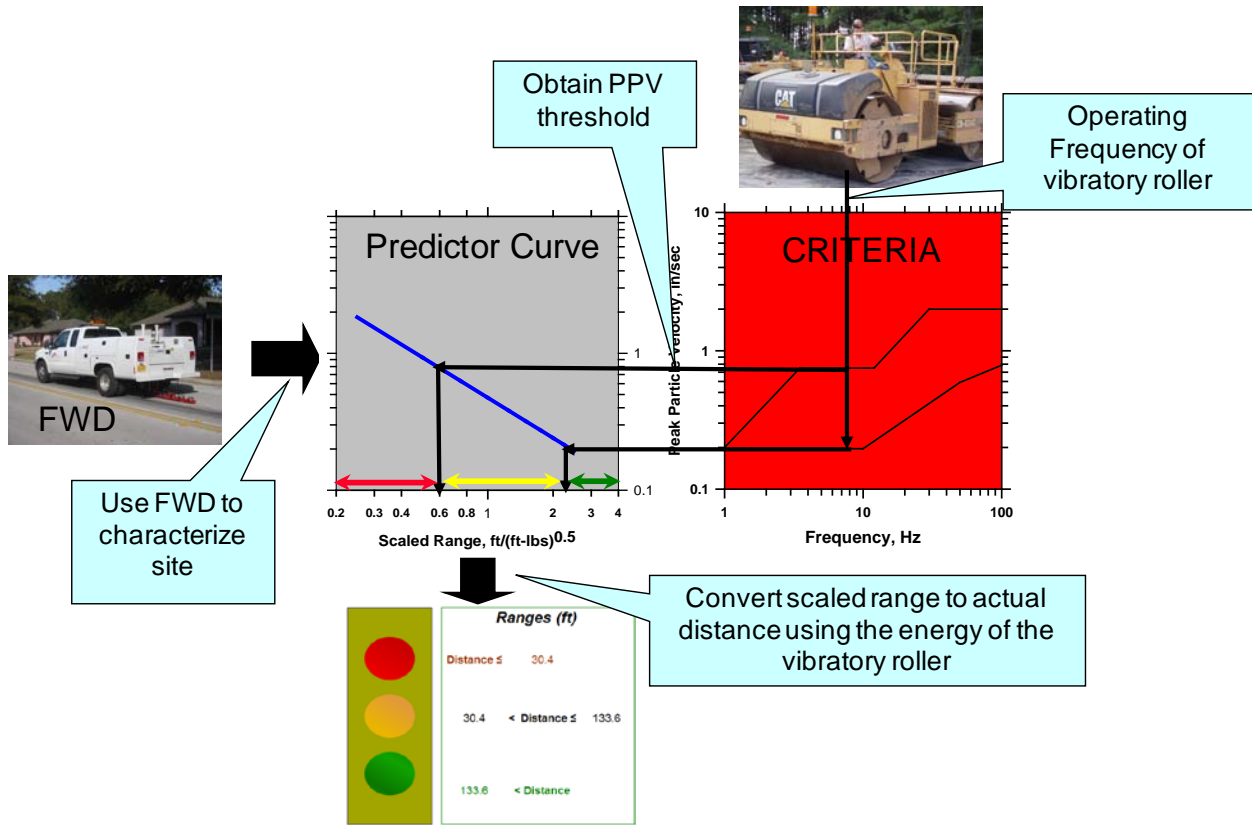 Obtain PPV
threshold
CAT
Operating
Frequency of
vibratory roller
FWD
Use FWD to
characterize
site
Predictor Curve
1
0.1
0.2 0.3 0.4 0.6 0.8 1 2 3 4
Scaled Range, ft/(ft-lbs)0.5
CRITERIA
Peak Particle Velocity, in/sec
10
1
0.1
1 10 100
Frequency, Hz
Convert scaled range to actual
distance using the energy of the
vibratory roller
Ranges (ft)
Distance ≤ 30.4
30.4 < Distance ≤ 133.6
133.6 < Distance